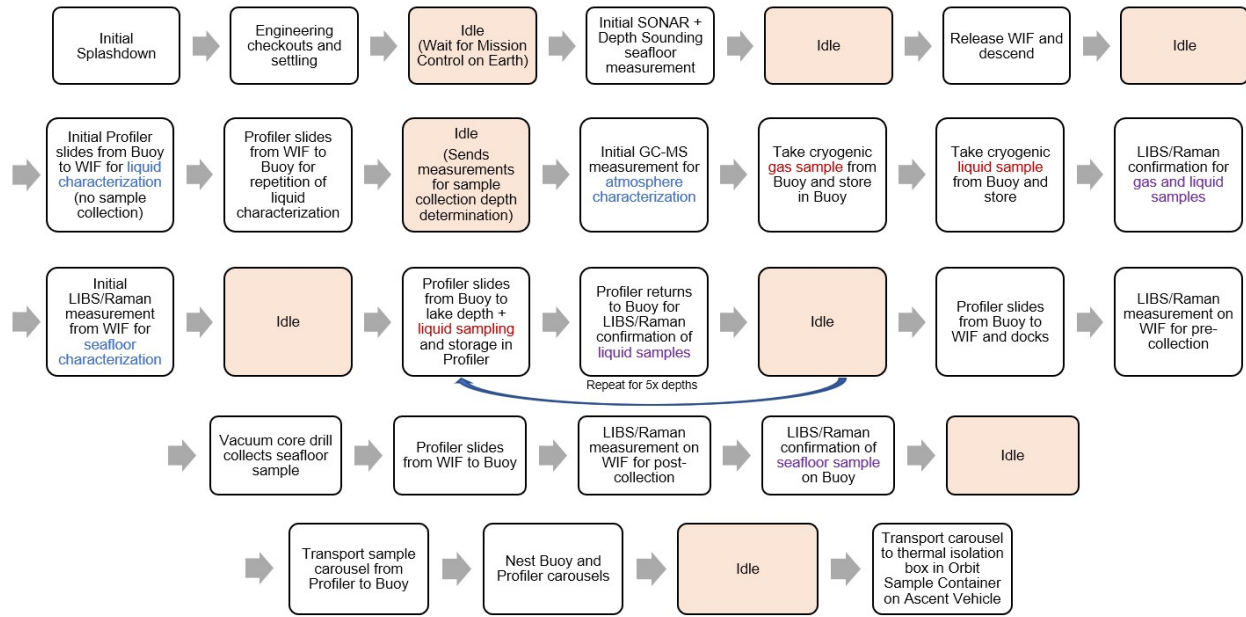 Initial
Splashdown
Engineering
checkouts and
settling
Idle
(Wait for Mission
Control on Earth)
Initial SONAR +
Depth Sounding
seafloor
measurement
Idle
Release WIF and
descend
Idle
Initial Profiler
slides from Buoy
to WIF for liquid
characterization
(no sample
collection)
Profiler slides
from WIF to
Buoy for
repetition of
liquid
characterization
Idle
(Sends
measurements
for sample
collection depth
determination)
Initial GC-MS
measurement for
atmosphere
characterization
Take cryogenic
gas sample from
Buoy and store
in Buoy
Take cryogenic
liquid sample
from Buoy and
store
LIBS/Raman
confirmation for
gas and liquid
samples
Initial
LIBS/Raman
measurement
from WIF for
seafloor
characterization
Idle
Profiler slides
from Buoy to
lake depth +
liquid sampling
and storage in
Profiler
Profiler returns
to Buoy for
LIBS/Raman
confirmation of
liquid samples
Idle
Profiler slides
from Buoy to
WIF and docks
LIBS/Raman
measurement on
WIF for pre-
collection
Repeat for 5x depths
Vacuum core drill
collects seafloor
sample
Profiler slides
from WIF to Buoy
LIBS/Raman
measurement on
WIF for post-
collection
LIBS/Raman
confirmation of
seafloor sample
on Buoy
Idle
Transport sample
carousel from
Profiler to Buoy
Nest Buoy and
Profiler carousels
Idle
Transport carousel
to thermal isolation
box in Orbit
Sample Container
on Ascent Vehicle